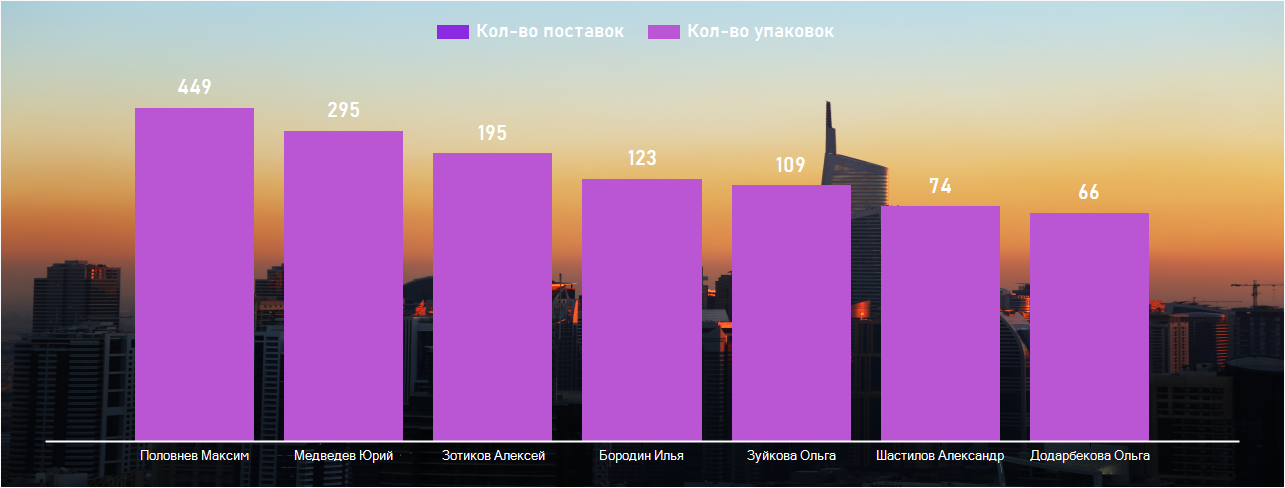 Кол-во поставок Кол-во упаковок
449 295 195 123 109 74 66
Половнев Максим Медведев Юрий Зотиков Алексей Бородин Илья Зуйкова Ольга Шастилов Александр Додарбекова Ольга